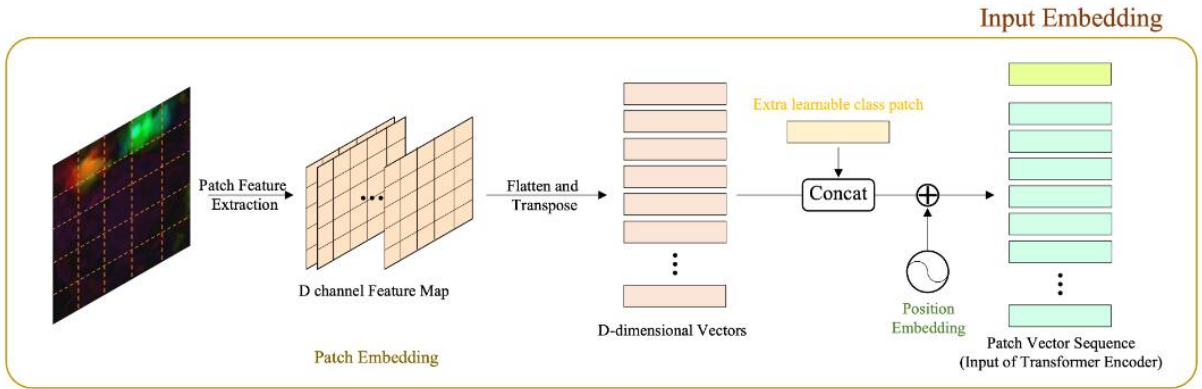 Input Embedding
Extra learnable class patch
Patch Feature
Extraction
Flatten and
Transpose
Concat
D channel Feature Map
D-dimensional Vectors
Position
Embedding
Patch Vector Sequence
(Input of Transformer Encoder)
Patch Embedding